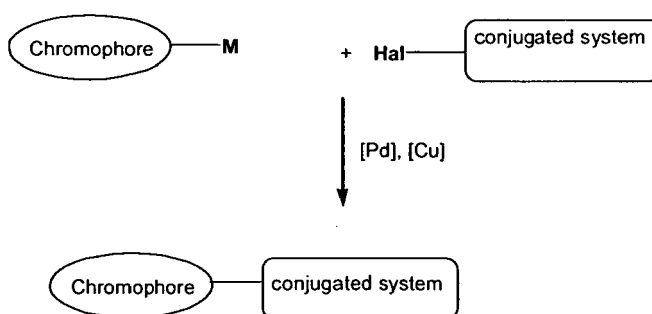 Chromophore M + Hal conjugated system
[Pd], [Cu]
Chromophore conjugated system